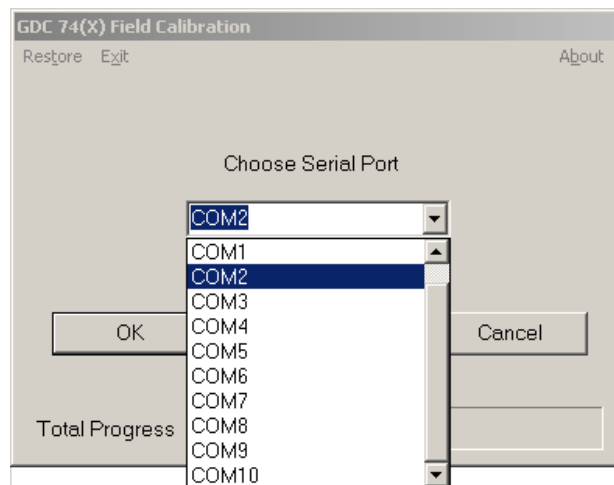 GDC 74(X) Field Calibration
Restore Exit About
Choose Serial Port
COM2
COM1
COM2
COM3
COM4
COM5
COM6
COM7
COM8
COM9
COM10
OK
Cancel
Total Progress